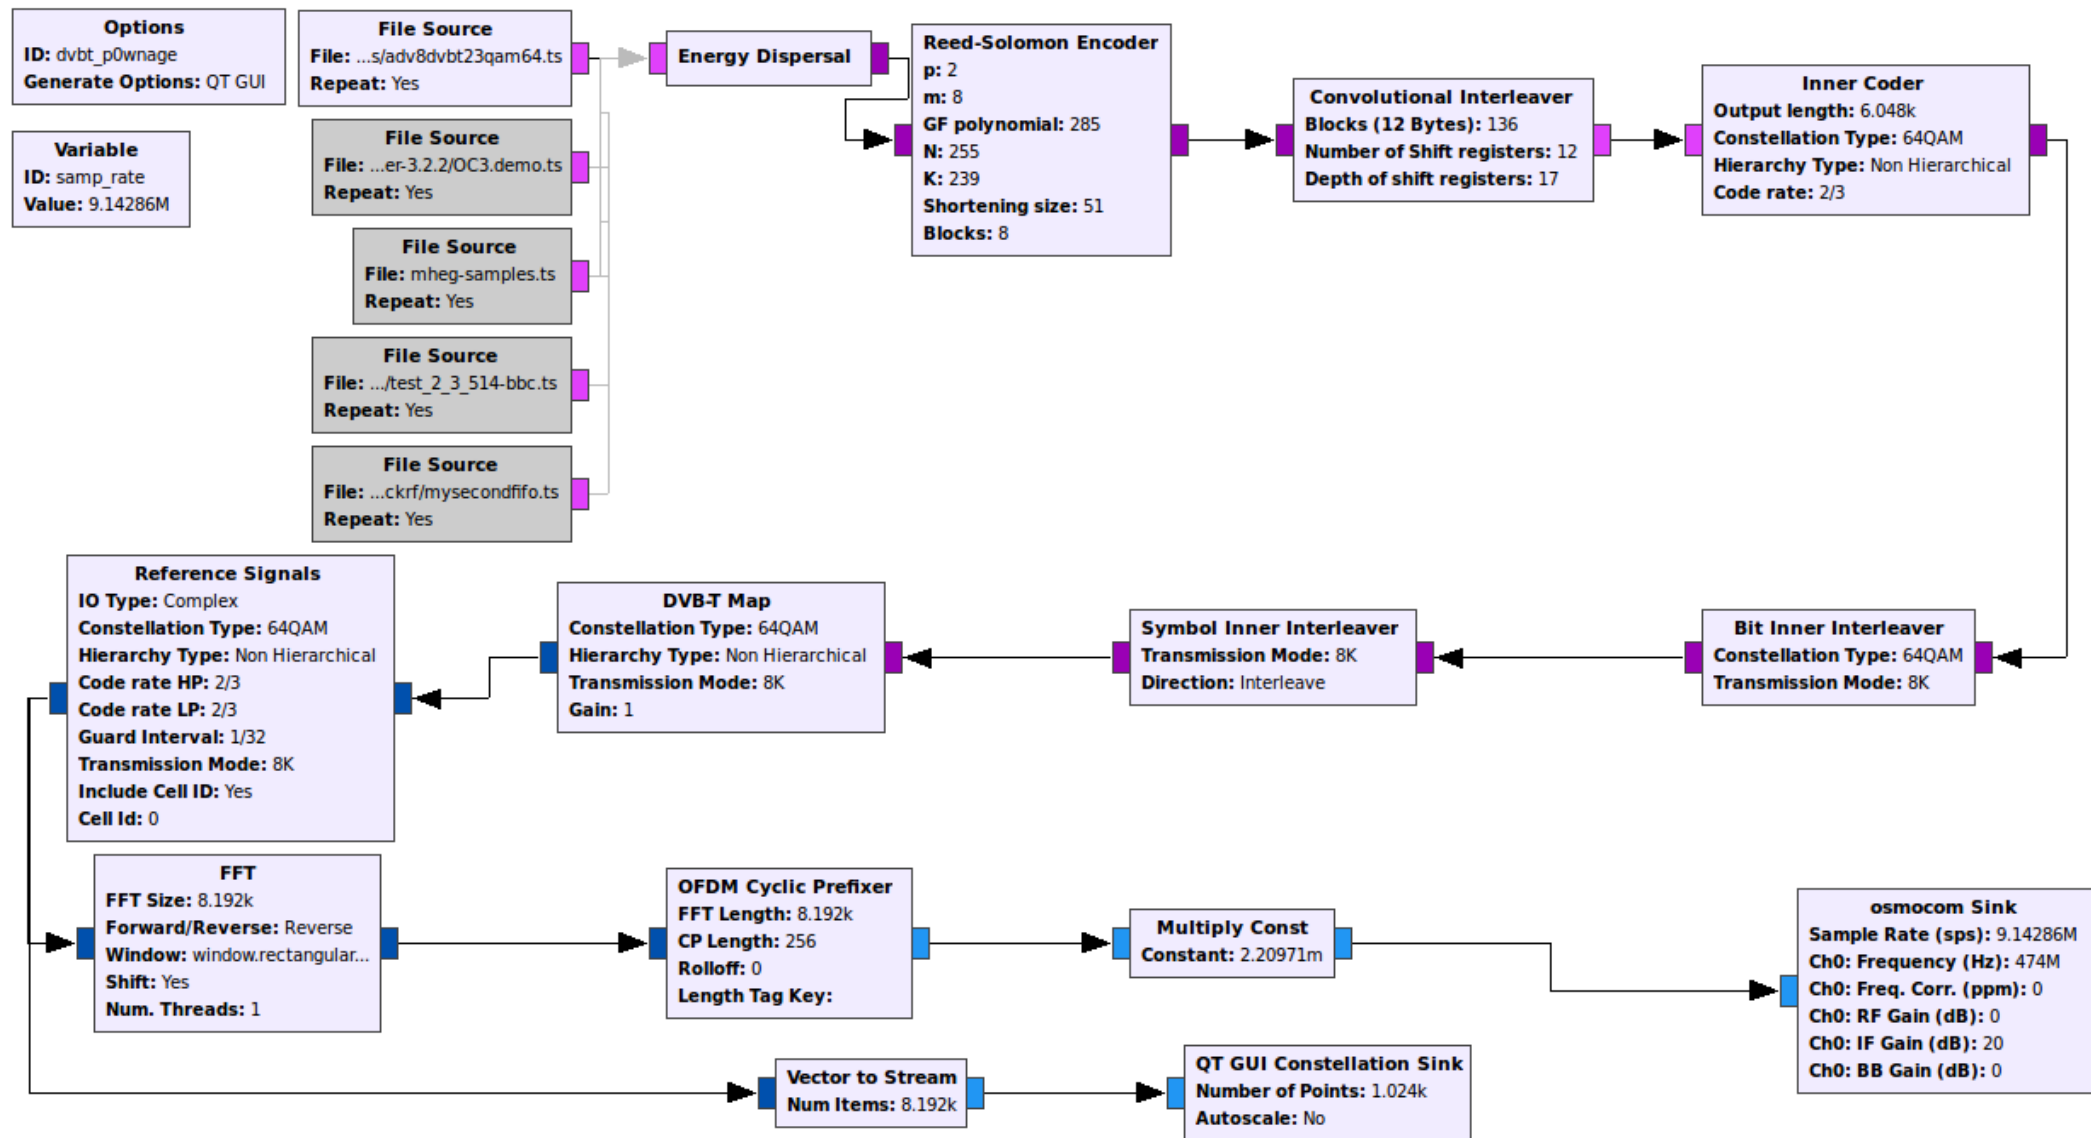 Options
ID: dvbt_p0wnage
Generate Options: QT GUI
Variable
ID: samp_rate
Value: 9.14286M
File Source
File: ...s/adv8dvbt23qam64.ts
Repeat: Yes
File Source
File: ...er-3.2.2/OC3.demo.ts
Repeat: Yes
File Source
File: mheg-samples.ts
Repeat: Yes
File Source
File: .../test_2_3_514-bbc.ts
Repeat: Yes
File Source
File: ...ckrf/mysecondfifo.ts
Repeat: Yes
Energy Dispersal
Reed-Solomon Encoder
p: 2
m: 8
GF polynomial: 285
N: 255
K: 239
Shortening size: 51
Blocks: 8
Convolutional Interleaver
Blocks (12 Bytes): 136
Number of Shift registers: 12
Depth of shift registers: 17
Inner Coder
Output length: 6.048k
Constellation Type: 64QAM
Hierarchy Type: Non Hierarchical
Code rate: 2/3
Reference Signals
IO Type: Complex
Constellation Type: 64QAM
Hierarchy Type: Non Hierarchical
Code rate HP: 2/3
Code rate LP: 2/3
Guard Interval: 1/32
Transmission Mode: 8K
Include Cell ID: Yes
Cell Id: 0
DVB-T Map
Constellation Type: 64QAM
Hierarchy Type: Non Hierarchical
Transmission Mode: 8K
Gain: 1
Symbol Inner Interleaver
Transmission Mode: 8K
Direction: Interleave
Bit Inner Interleaver
Constellation Type: 64QAM
Transmission Mode: 8K
FFT
FFT Size: 8.192k
Forward/Reverse: Reverse
Window: window.rectangular...
Shift: Yes
Num. Threads: 1
OFDM Cyclic Prefixer
FFT Length: 8.192k
CP Length: 256
Rolloff: 0
Length Tag Key:
Multiply Const
Constant: 2.20971m
osmocom Sink
Sample Rate (sps): 9.14286M
Ch0: Frequency (Hz): 474M
Ch0: Freq. Corr. (ppm): 0
Ch0: RF Gain (dB): 0
Ch0: IF Gain (dB): 20
Ch0: BB Gain (dB): 0
Vector to Stream
Num Items: 8.192k
QT GUI Constellation Sink
Number of Points: 1.024k
Autoscale: No